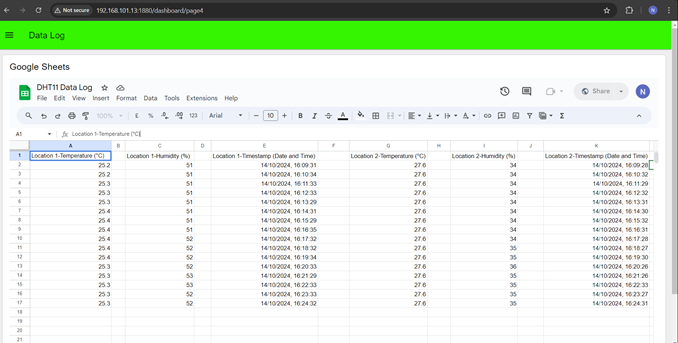 Not secure 192.168.101.13:1880/dashboard/page4 N
Data Log
Google Sheets
DHT11 Data Log
File Edit View Insert Format Data Tools Extensions Help
Share N
100% £ % .0 .00 123 Arial 10 B I S A A Σ
A1 fx Location 1-Temperature (°C)
A B C D E F G H I J K
1 Location 1-Temperature (°C) Location 1-Humidity (%) Location 1-Timestamp (Date and Time) Location 2-Temperature (°C) Location 2-Humidity (%) Location 2-Timestamp (Date and Time)
2 25.2 51 14/10/2024, 16:09:31 27.6 34 14/10/2024, 16:09:28
3 25.2 51 14/10/2024, 16:10:34 27.6 34 14/10/2024, 16:10:32
4 25.3 51 14/10/2024, 16:11:33 27.6 34 14/10/2024, 16:11:29
5 25.3 51 14/10/2024, 16:12:33 27.6 34 14/10/2024, 16:12:32
6 25.3 51 14/10/2024, 16:13:29 27.6 34 14/10/2024, 16:13:31
7 25.4 51 14/10/2024, 16:14:31 27.6 34 14/10/2024, 16:14:30
8 25.4 51 14/10/2024, 16:15:29 27.6 34 14/10/2024, 16:15:32
9 25.4 51 14/10/2024, 16:16:35 27.6 34 14/10/2024, 16:16:31
10 25.4 52 14/10/2024, 16:17:32 27.6 34 14/10/2024, 16:17:28
11 25.4 52 14/10/2024, 16:18:32 27.6 35 14/10/2024, 16:18:27
12 25.4 52 14/10/2024, 16:19:34 27.6 35 14/10/2024, 16:19:30
13 25.3 52 14/10/2024, 16:20:33 27.6 36 14/10/2024, 16:20:26
14 25.3 53 14/10/2024, 16:21:29 27.6 35 14/10/2024, 16:21:26
15 25.3 53 14/10/2024, 16:22:33 27.6 35 14/10/2024, 16:22:33
16 25.3 52 14/10/2024, 16:23:33 27.6 35 14/10/2024, 16:23:27
17 25.3 52 14/10/2024, 16:24:32 27.6 35 14/10/2024, 16:24:31
18
19
20
21